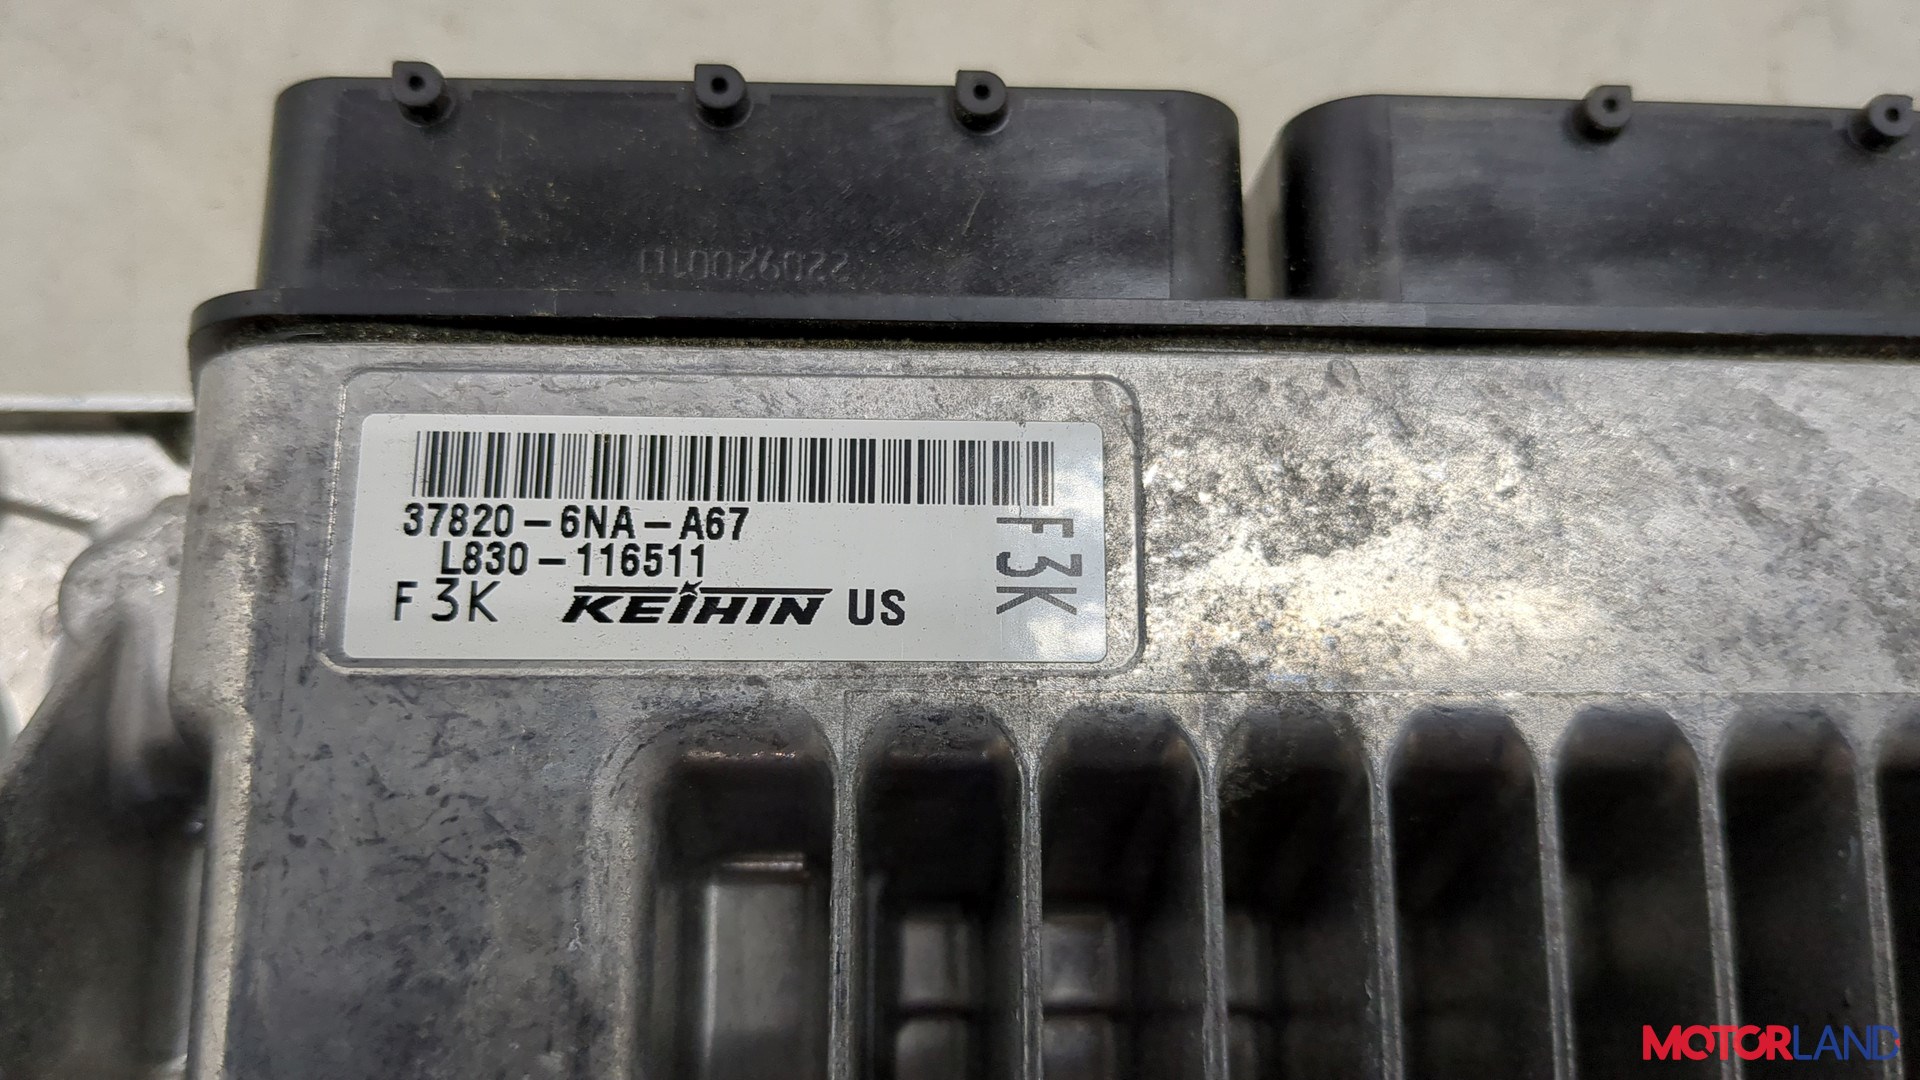 37820-6NA-A67
L830-116511
F3K KEIHIN US
F3K
MOTORLAND